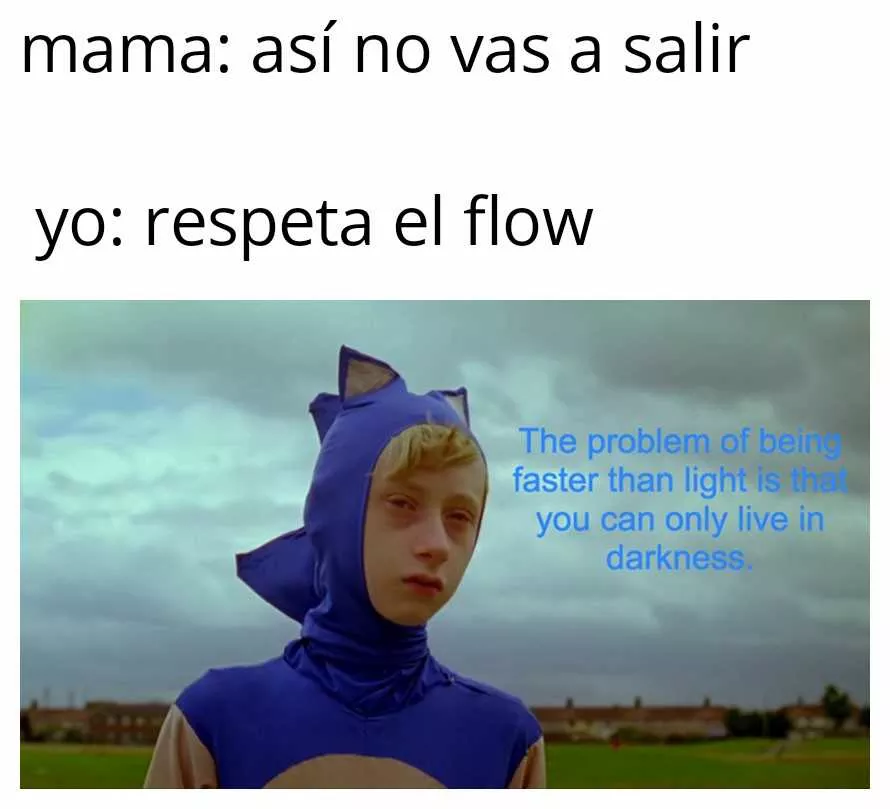 mama: así no vas a salir
yo: respeta el flow
The problem of being
faster than light is that
you can only live in
darkness.